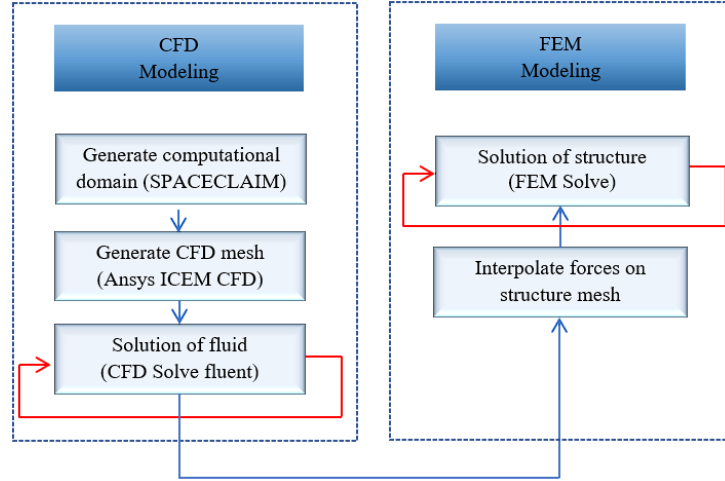 CFD
Modeling
Generate computational
domain (SPACECLAIM)
Generate CFD mesh
(Ansys ICEM CFD)
Solution of fluid
(CFD Solve fluent)
FEM
Modeling
Solution of structure
(FEM Solve)
Interpolate forces on
structure mesh